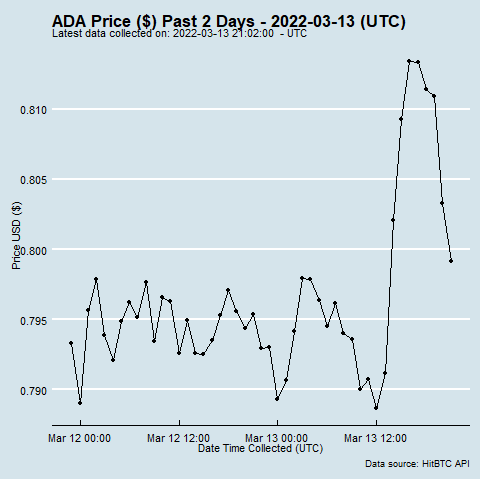 ADA Price ($) Past 2 Days - 2022-03-13 (UTC)
Latest data collected on: 2022-03-13 21:02:00  - UTC
0.810
0.805
0.800
0.795
0.790
Price USD ($)
Mar 12 00:00 Mar 12 12:00 Mar 13 00:00 Mar 13 12:00
Date Time Collected (UTC)
Data source: HitBTC API